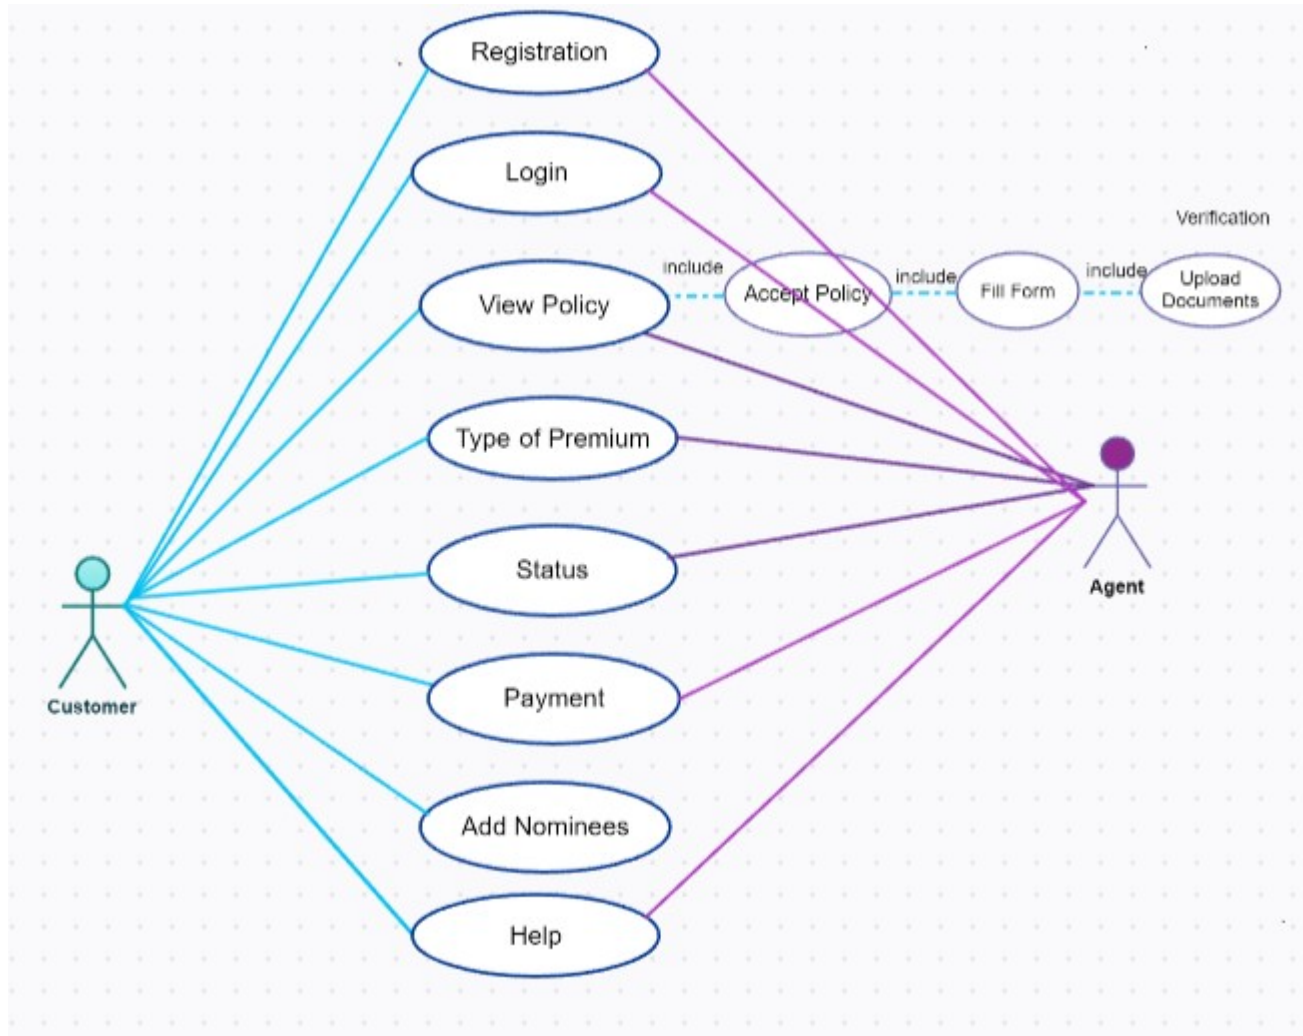 Registration
Login
Verification
View Policy
include
Accept Policy
include
Fill Form
include
Upload
Documents
Type of Premium
Agent
Status
Customer
Payment
Add Nominees
Help